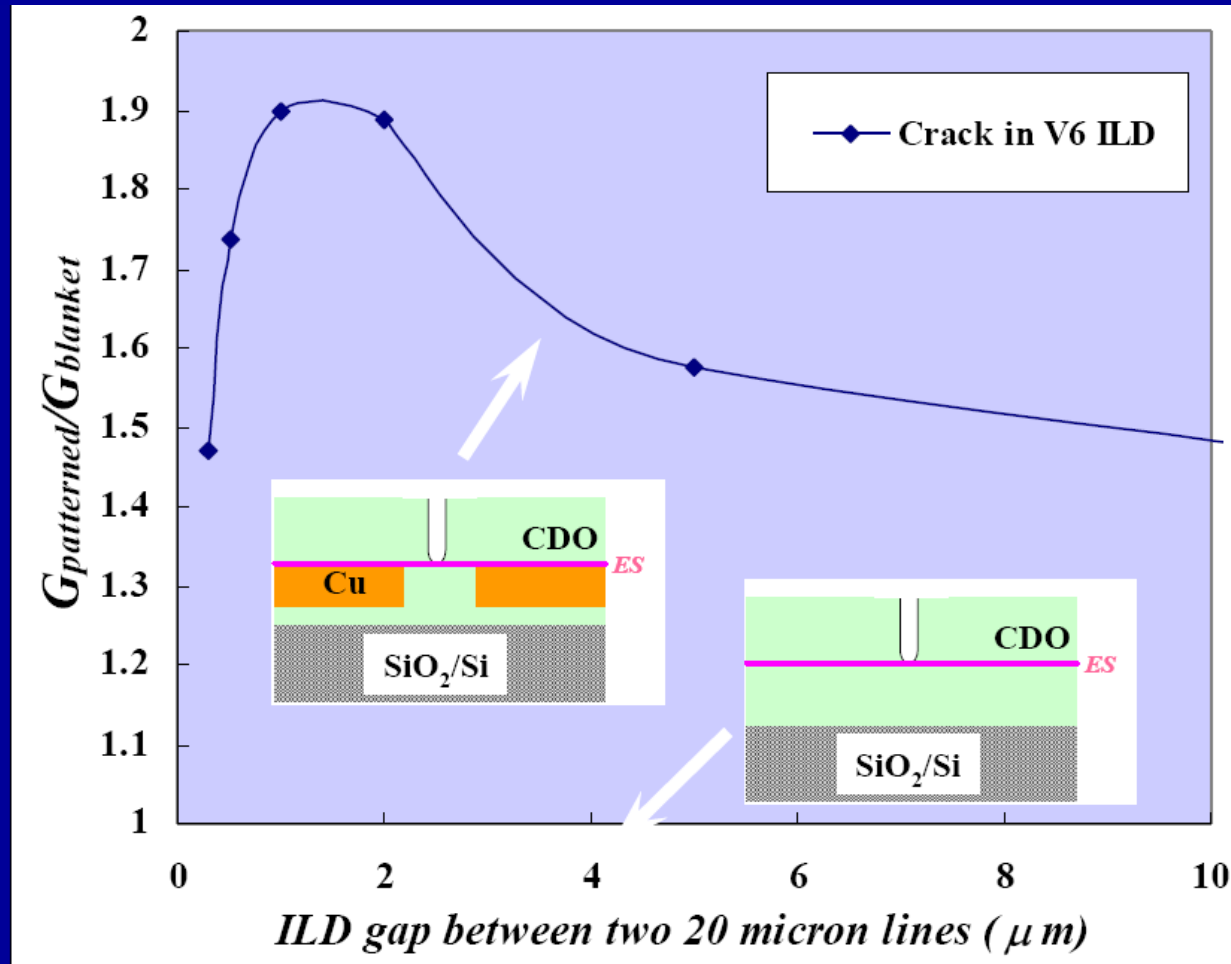 2
1.9
1.8
1.7
1.6
1.5
1.4
1.3
1.2
1.1
1
Gpatterned/Gblanket
Crack in V6 ILD
CDO
ES
Cu
SiO₂/Si
CDO
ES
SiO₂/Si
0 2 4 6 8 10
ILD gap between two 20 micron lines ( μ m)